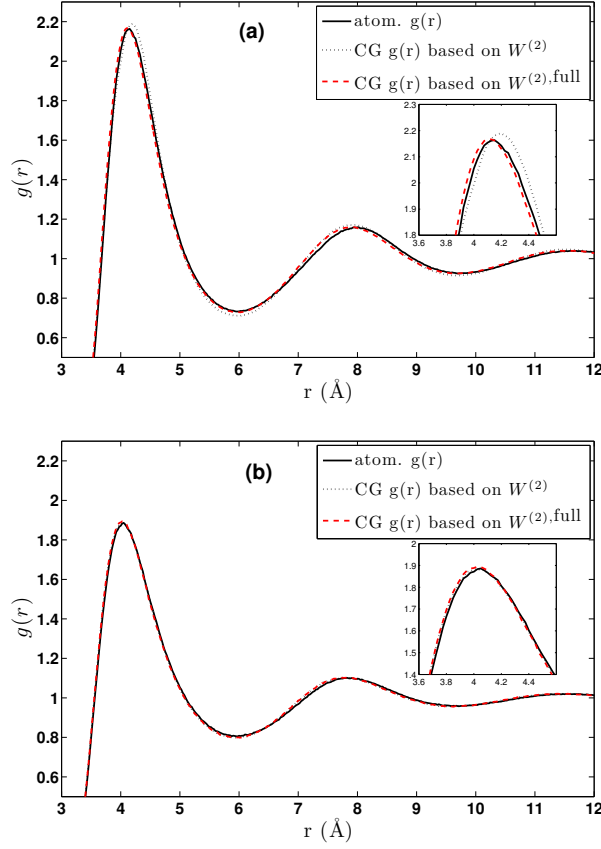 (a)
atom. g(r)
CG g(r) based on W^(2)
CG g(r) based on W^(2),full
2.2
2
1.8
1.6
1.4
1.2
1
0.8
0.6
g(r)
2.3
2.2
2.1
2
1.9
1.8
3.6 3.8 4 4.2 4.4
3 4 5 6 7 8 9 10 11 12
r (Å)
(b)
atom. g(r)
CG g(r) based on W^(2)
CG g(r) based on W^(2),full
2.2
2
1.8
1.6
1.4
1.2
1
0.8
0.6
g(r)
2
1.9
1.8
1.7
1.6
1.5
1.4
3.6 3.8 4 4.2 4.4
3 4 5 6 7 8 9 10 11 12
r (Å)